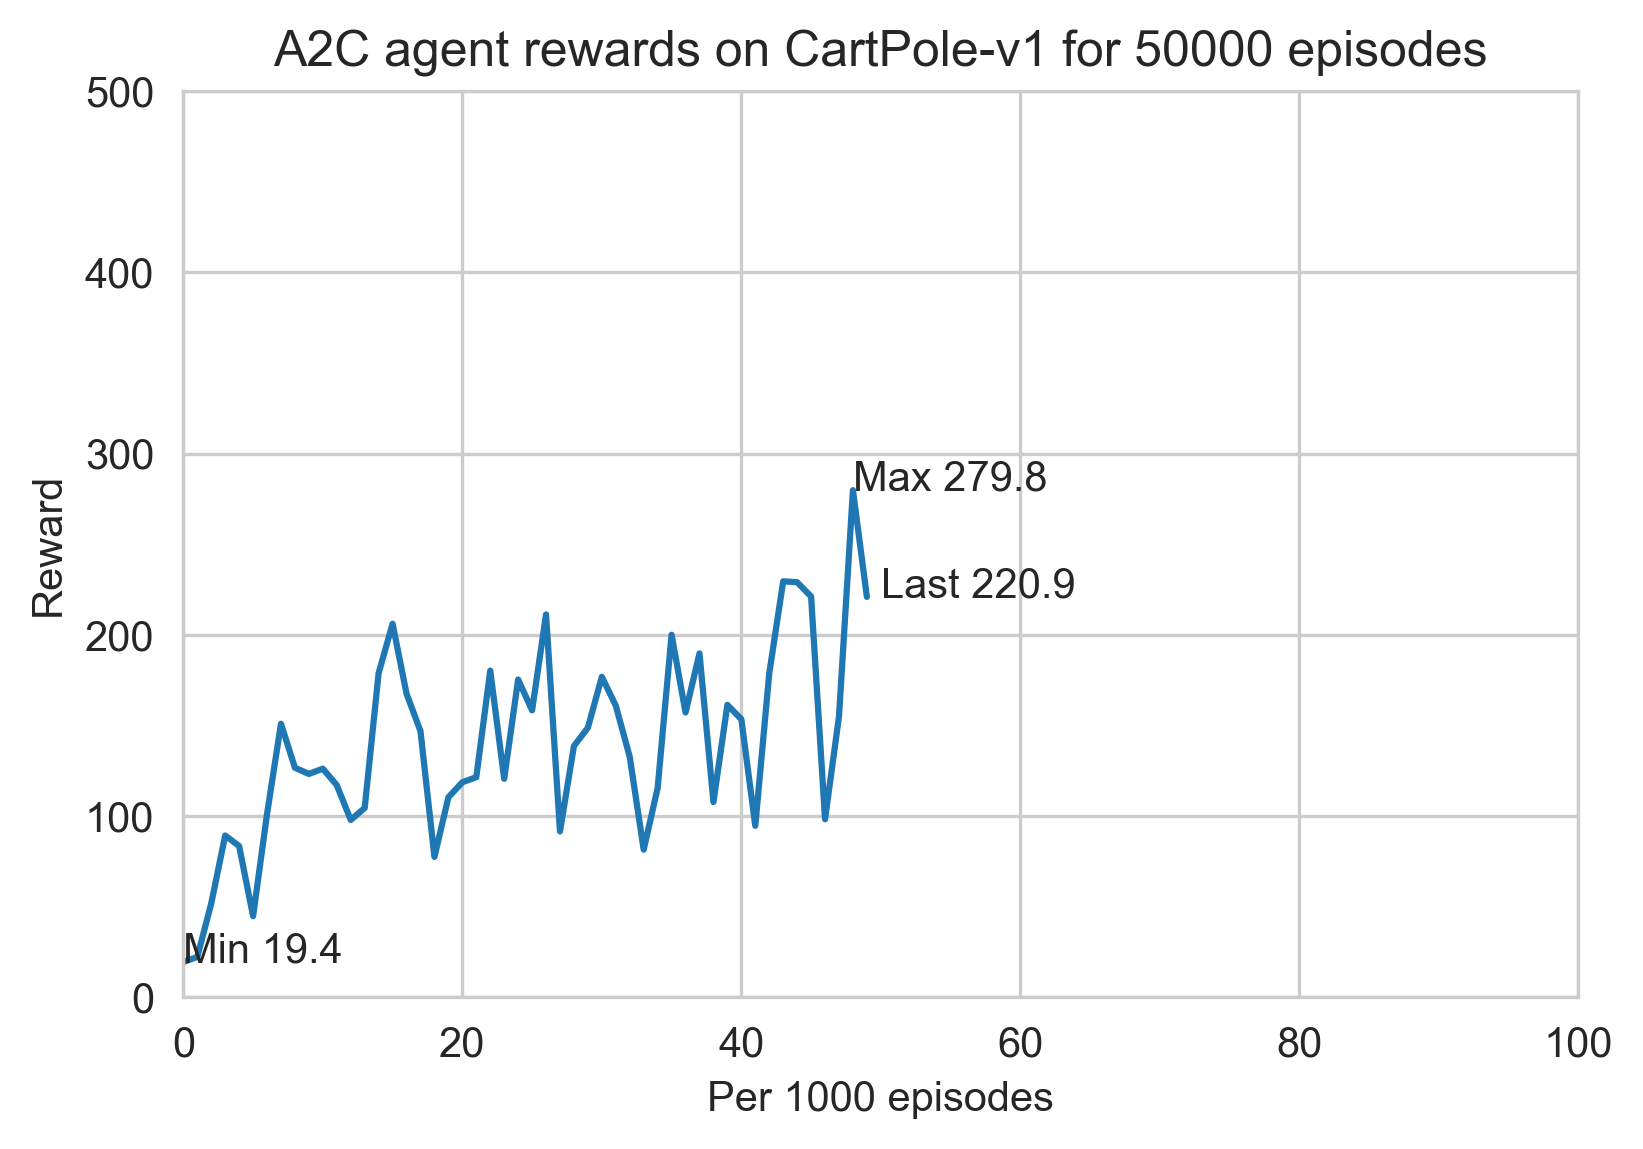 A2C agent rewards on CartPole-v1 for 50000 episodes
500
400
300
200
100
0
Reward
Max 279.8
Last 220.9
Min 19.4
0 20 40 60 80 100
Per 1000 episodes